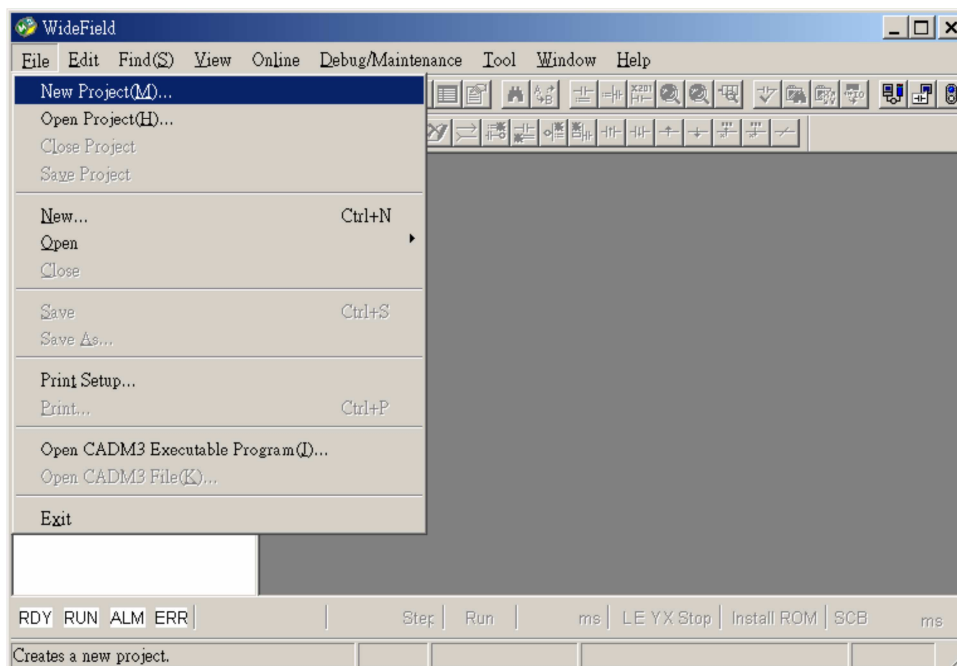 WideField
File Edit Find(S) View Online Debug/Maintenance Tool Window Help
New Project(M)...
Open Project(H)...
Close Project
Save Project
New... Ctrl+N
Open
Close
Save Ctrl+S
Save As...
Print Setup...
Print... Ctrl+P
Open CADM3 Executable Program(J)...
Open CADM3 File(K)...
Exit
RDY RUN ALM ERR Step Run ms LE YX Stop Install ROM SCB ms
Creates a new project.